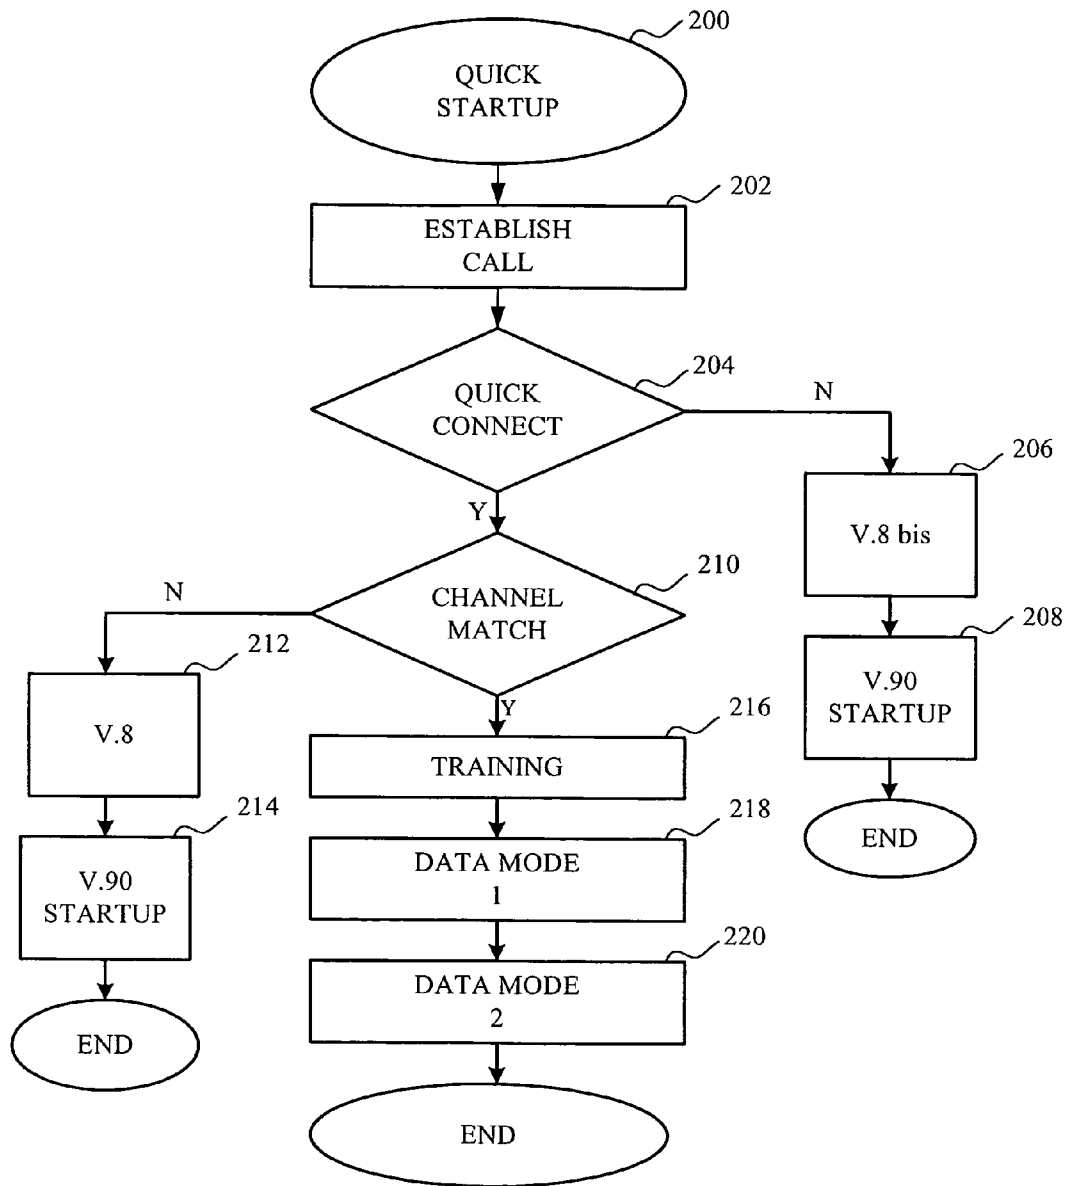 200
QUICK
STARTUP
202
ESTABLISH
CALL
204
QUICK
CONNECT
N
206
V.8 bis
Y
210
N
CHANNEL
MATCH
208
V.90
STARTUP
212
V.8
Y
216
TRAINING
END
214
V.90
STARTUP
218
DATA MODE
1
220
DATA MODE
2
END
END